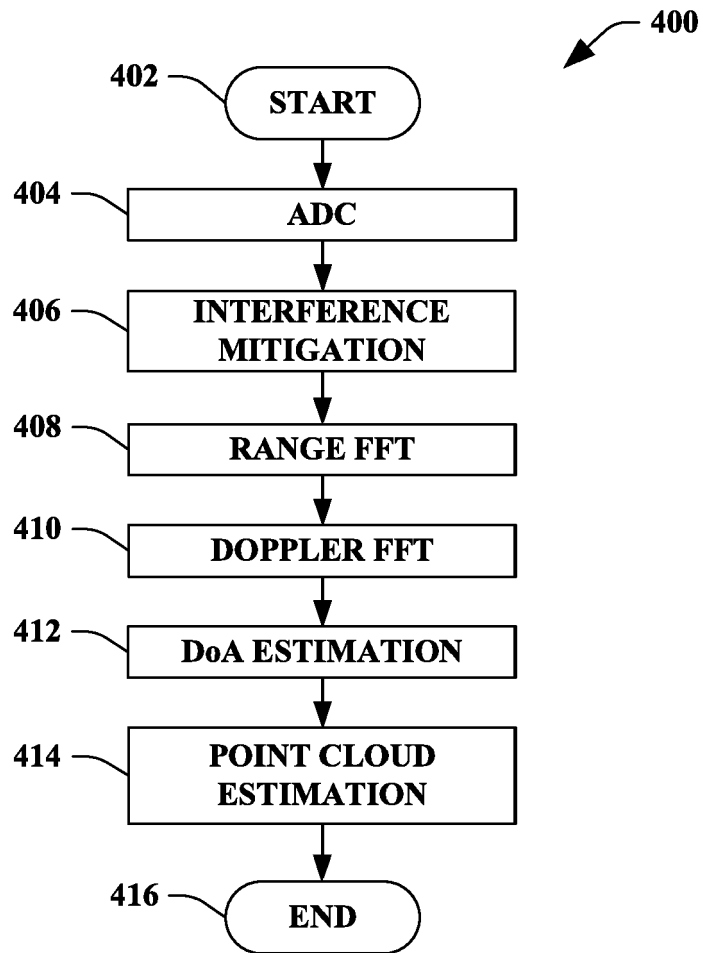 400
402
START
404
ADC
406
INTERFERENCE
MITIGATION
408
RANGE FFT
410
DOPPLER FFT
412
DoA ESTIMATION
414
POINT CLOUD
ESTIMATION
416
END